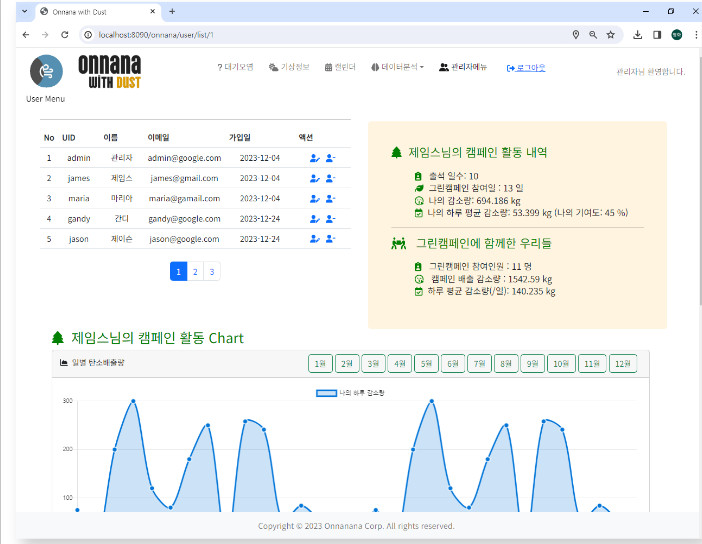 Onnana with Dust
localhost:8090/onnana/user/list/1
onnana
WITH DUST
? 대기오염
기상정보
캘린더
데이터분석
관리자메뉴
로그아웃
관리자님 환영합니다.
User Menu
No UID 이름 이메일 가입일 액션
1 admin 관리자 admin@google.com 2023-12-04
2 james 제임스 james@gmail.com 2023-12-04
3 maria 마리아 maria@gamail.com 2023-12-04
4 gandy 간디 gandy@google.com 2023-12-24
5 jason 제이슨 jason@google.com 2023-12-24
1 2 3
제임스님의 캠페인 활동 내역
출석 일수: 10
그린캠페인 참여일 : 13 일
나의 감소량: 694.186 kg
나의 하루 평균 감소량: 53.399 kg (나의 기여도: 45 %)
그린캠페인에 함께한 우리들
그린캠페인 참여인원 : 11 명
캠페인 배출 감소량 : 1542.59 kg
하루 평균 감소량(/일): 140.235 kg
제임스님의 캠페인 활동 Chart
일별 탄소배출량
1월 2월 3월 4월 5월 6월 7월 8월 9월 10월 11월 12월
나의 하루 감소량
300
200
100
Copyright © 2023 Onnanana Corp. All rights reserved.